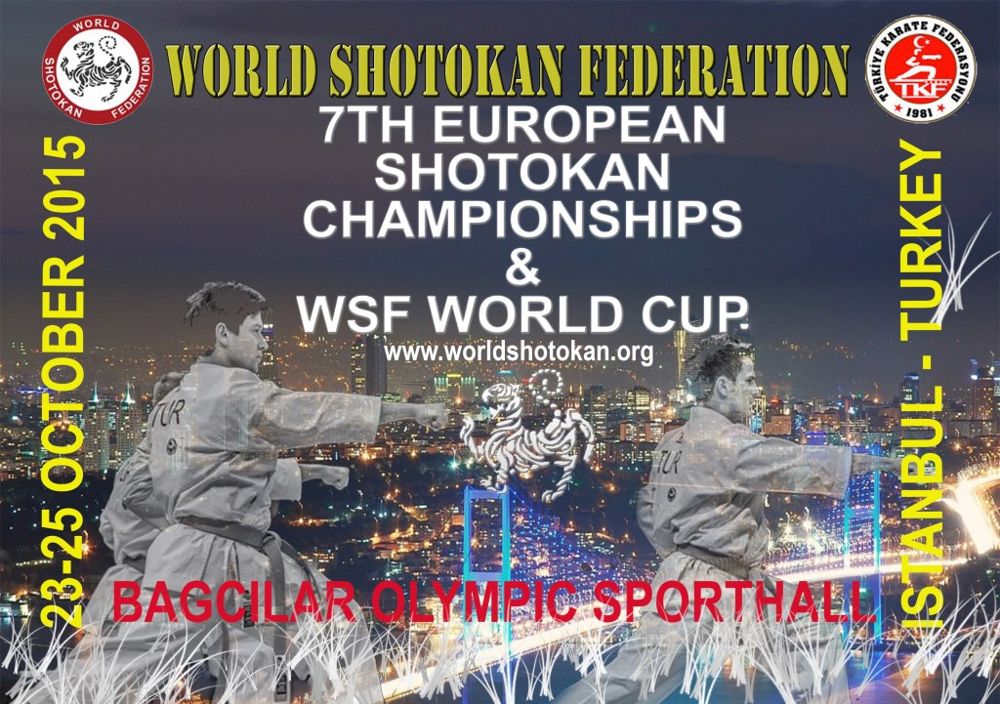 WORLD SHOTOKAN FEDERATION
WORLD
SHOTOKAN FEDERATION
TÜRKİYE KARATE FEDERASYONU
TKF
1981
7TH EUROPEAN
SHOTOKAN
CHAMPIONSHIPS
&
WSF WORLD CUP
www.worldshotokan.org
23-25 OCTOBER 2015
ISTANBUL - TURKEY
TUR
TUR
BAGCILAR OLYMPIC SPORTHALL